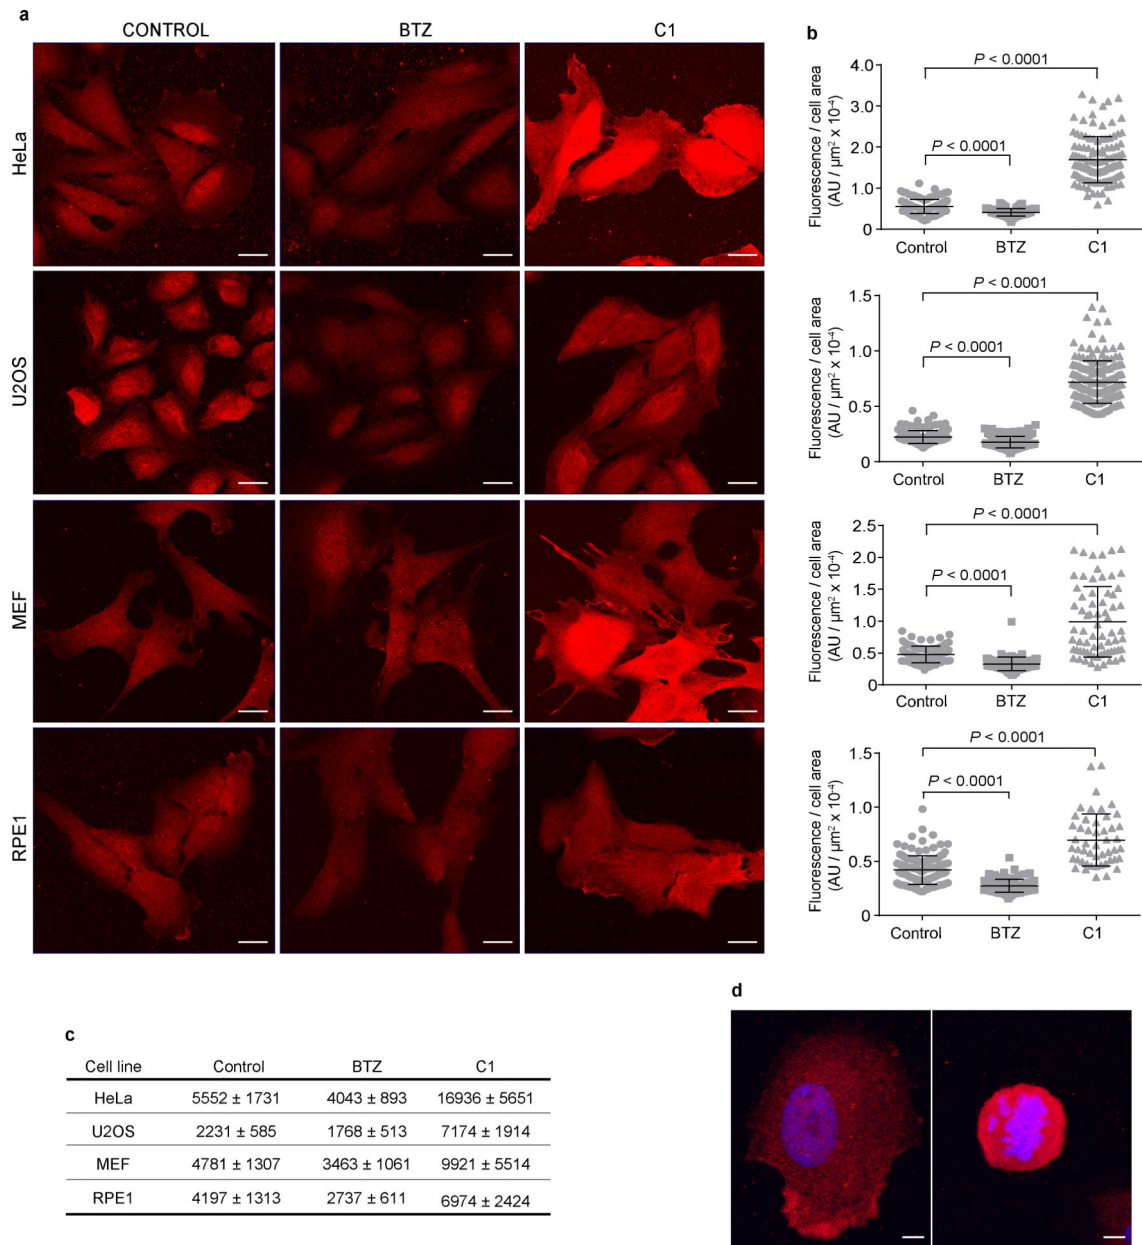 a
CONTROL BTZ C1
HeLa
U2OS
MEF
RPE1
b
P < 0.0001
P < 0.0001
Fluorescence / cell area
(AU / µm² x 10⁻⁴)
4.0
3.0
2.0
1.0
0
Control BTZ C1
P < 0.0001
P < 0.0001
Fluorescence / cell area
(AU / µm² x 10⁻⁴)
1.5
1.0
0.5
0
Control BTZ C1
P < 0.0001
P < 0.0001
Fluorescence / cell area
(AU / µm² x 10⁻⁴)
2.5
2.0
1.5
1.0
0.5
0
Control BTZ C1
P < 0.0001
P < 0.0001
Fluorescence / cell area
(AU / µm² x 10⁻⁴)
1.5
1.0
0.5
0
Control BTZ C1
c
Cell line Control BTZ C1
HeLa 5552 ± 1731 4043 ± 893 16936 ± 5651
U2OS 2231 ± 585 1768 ± 513 7174 ± 1914
MEF 4781 ± 1307 3463 ± 1061 9921 ± 5514
RPE1 4197 ± 1313 2737 ± 611 6974 ± 2424
d